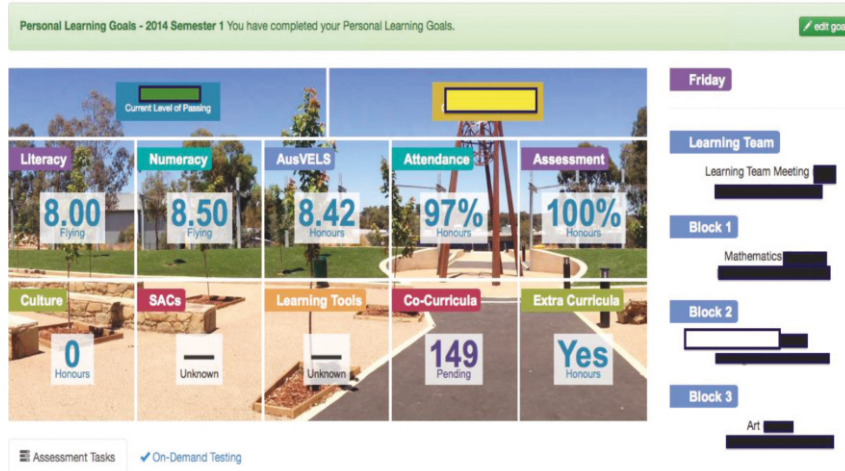 Personal Learning Goals - 2014 Semester 1 You have completed your Personal Learning Goals.
edit goa
Current Level of Passing
Literacy
8.00
Flying
Numeracy
8.50
Flying
AusVELS
8.42
Honours
Attendance
97%
Honours
Assessment
100%
Honours
Culture
0
Honours
SACs
—
Unknown
Learning Tools
—
Unknown
Co-Curricula
149
Pending
Extra Curricula
Yes
Honours
Friday
Learning Team
Learning Team Meeting
Block 1
Mathematics
Block 2
Block 3
Art
Assessment Tasks
On-Demand Testing